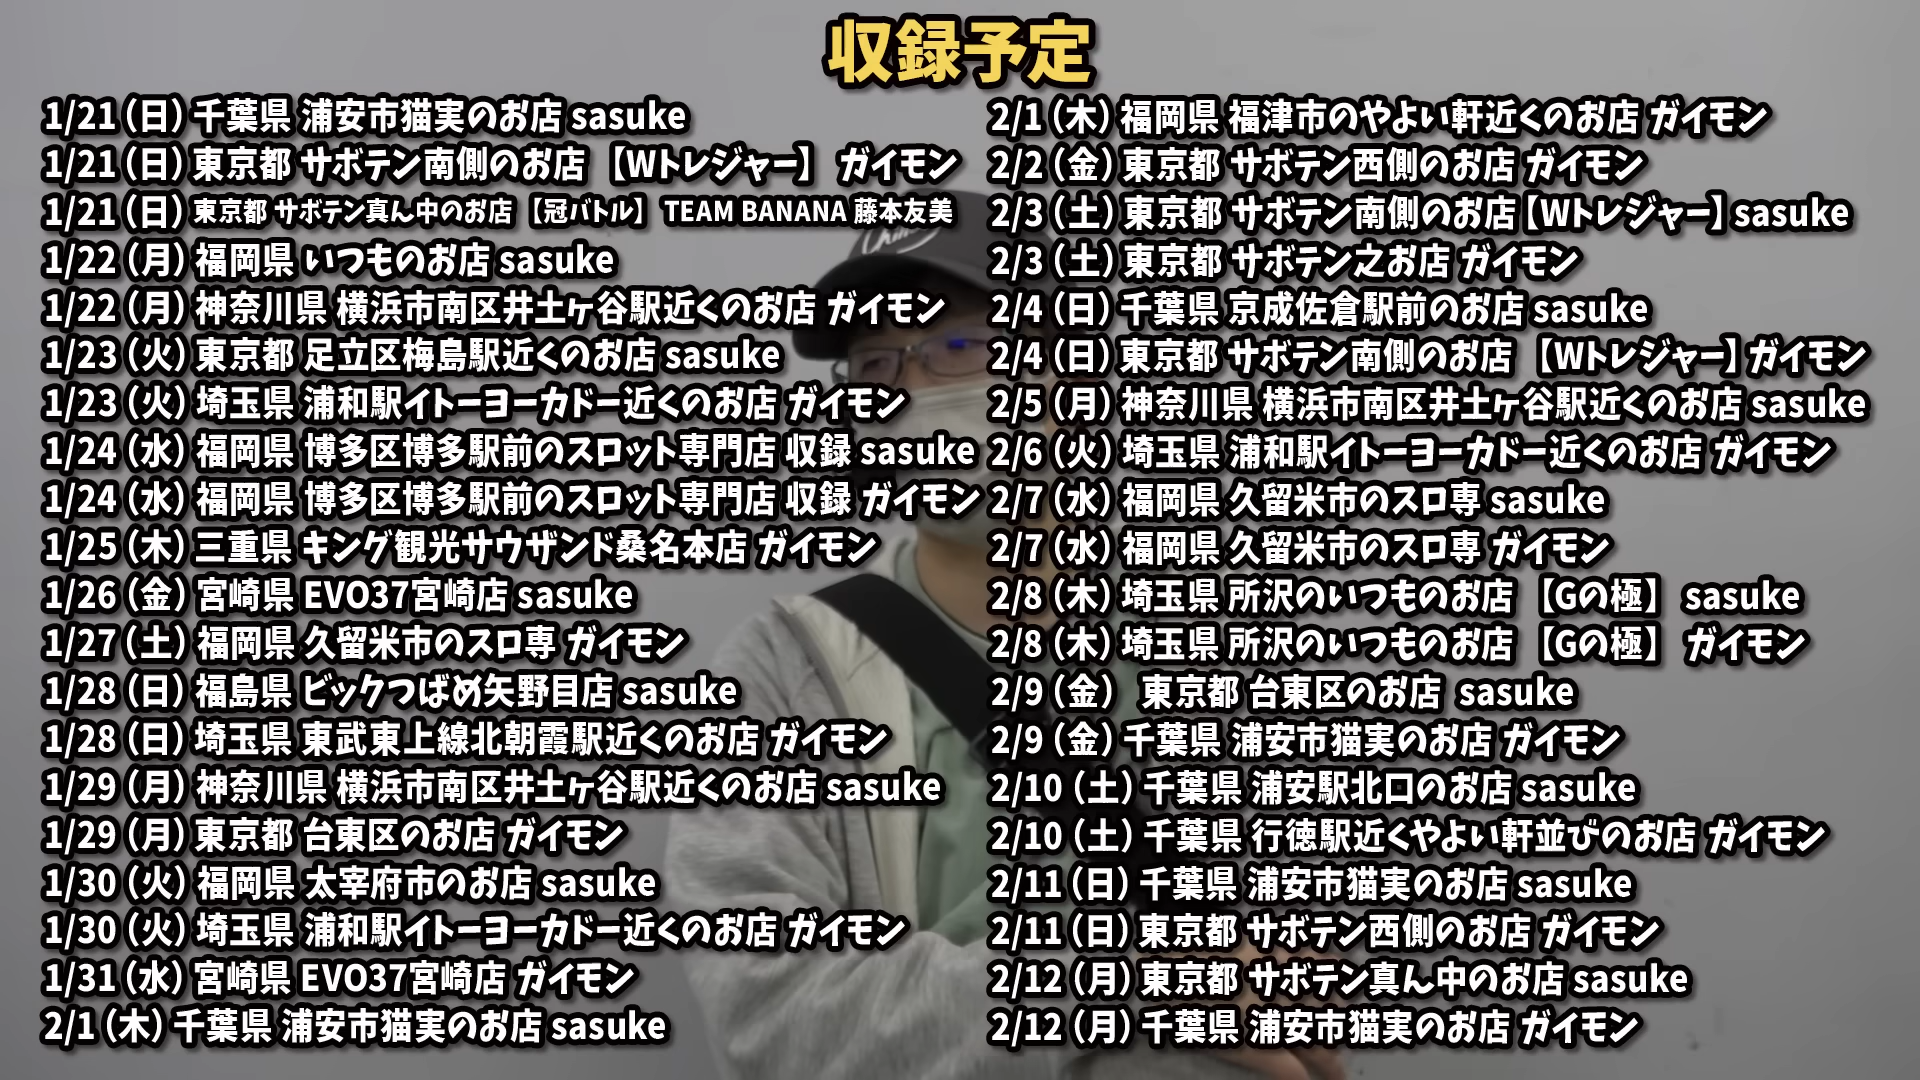 収録予定
1/21(日) 千葉県 浦安市猫実のお店 sasuke
1/21(日) 東京都 サボテン南側のお店 【Wトレジャー】 ガイモン
1/21(日) 東京都 サボテン真ん中のお店 【冠バトル】 TEAM BANANA 藤本友美
1/22(月) 福岡県 いつものお店 sasuke
1/22(月) 神奈川県 横浜市南区井土ヶ谷駅近くのお店 ガイモン
1/23(火) 東京都 足立区梅島駅近くのお店 sasuke
1/23(火) 埼玉県 浦和駅イトーヨーカドー近くのお店 ガイモン
1/24(水) 福岡県 博多区博多駅前のスロット専門店 収録 sasuke
1/24(水) 福岡県 博多区博多駅前のスロット専門店 収録 ガイモン
1/25(木) 三重県 キング観光サウザンド桑名本店 ガイモン
1/26(金) 宮崎県 EVO37宮崎店 sasuke
1/27(土) 福岡県 久留米市のスロ専 ガイモン
1/28(日) 福島県 ビックつばめ矢野目店 sasuke
1/28(日) 埼玉県 東武東上線北朝霞駅近くのお店 ガイモン
1/29(月) 神奈川県 横浜市南区井土ヶ谷駅近くのお店 sasuke
1/29(月) 東京都 台東区のお店 ガイモン
1/30(火) 福岡県 太宰府市のお店 sasuke
1/30(火) 埼玉県 浦和駅イトーヨーカドー近くのお店 ガイモン
1/31(水) 宮崎県 EVO37宮崎店 ガイモン
2/1(木) 千葉県 浦安市猫実のお店 sasuke
2/1(木) 福岡県 福津市のやよい軒近くのお店 ガイモン
2/2(金) 東京都 サボテン西側のお店 ガイモン
2/3(土) 東京都 サボテン南側のお店【Wトレジャー】sasuke
2/3(土) 東京都 サボテン之お店 ガイモン
2/4(日) 千葉県 京成佐倉駅前のお店 sasuke
2/4(日) 東京都 サボテン南側のお店 【Wトレジャー】ガイモン
2/5(月) 神奈川県 横浜市南区井土ヶ谷駅近くのお店 sasuke
2/6(火) 埼玉県 浦和駅イトーヨーカドー近くのお店 ガイモン
2/7(水) 福岡県 久留米市のスロ専 sasuke
2/7(水) 福岡県 久留米市のスロ専 ガイモン
2/8(木) 埼玉県 所沢のいつものお店 【Gの極】 sasuke
2/8(木) 埼玉県 所沢のいつものお店 【Gの極】 ガイモン
2/9(金) 東京都 台東区のお店 sasuke
2/9(金) 千葉県 浦安市猫実のお店 ガイモン
2/10(土) 千葉県 浦安駅北口のお店 sasuke
2/10(土) 千葉県 行徳駅近くやよい軒並びのお店 ガイモン
2/11(日) 千葉県 浦安市猫実のお店 sasuke
2/11(日) 東京都 サボテン西側のお店 ガイモン
2/12(月) 東京都 サボテン真ん中のお店 sasuke
2/12(月) 千葉県 浦安市猫実のお店 ガイモン